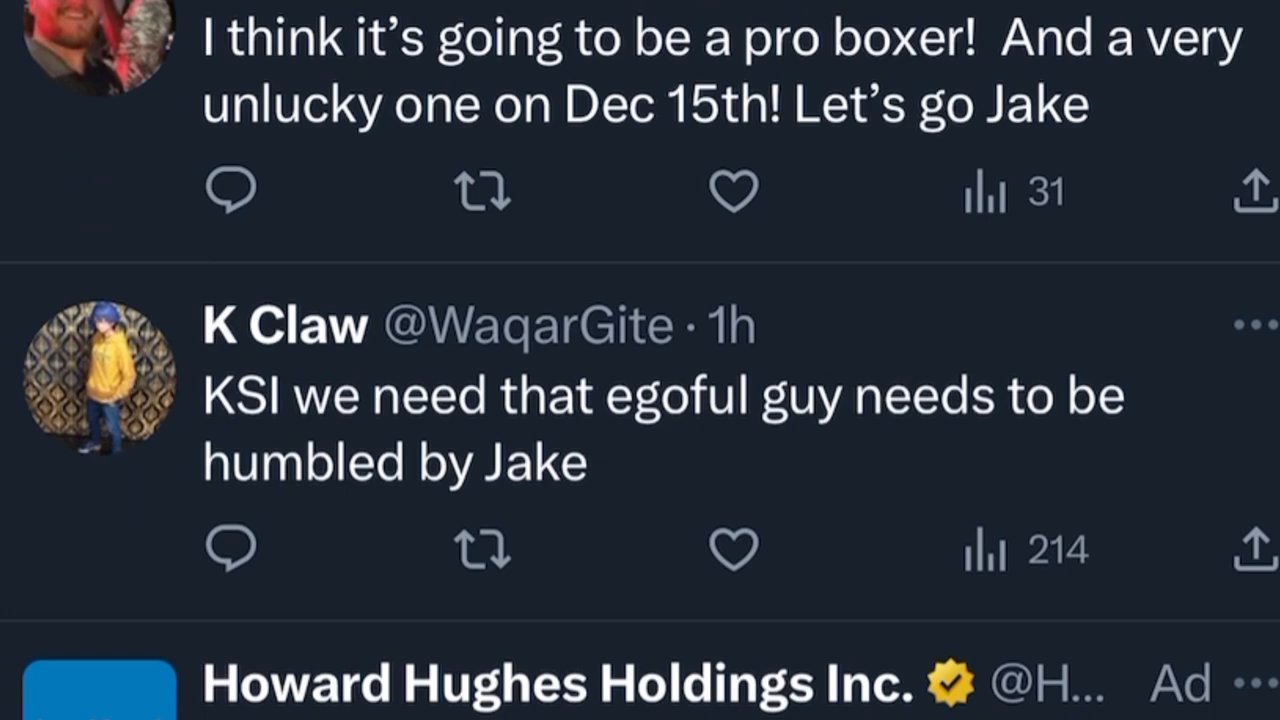 I think it’s going to be a pro boxer!  And a very
unlucky one on Dec 15th! Let’s go Jake
31
K Claw @WaqarGite · 1h
KSI we need that egoful guy needs to be
humbled by Jake
214
Howard Hughes Holdings Inc. @H... Ad